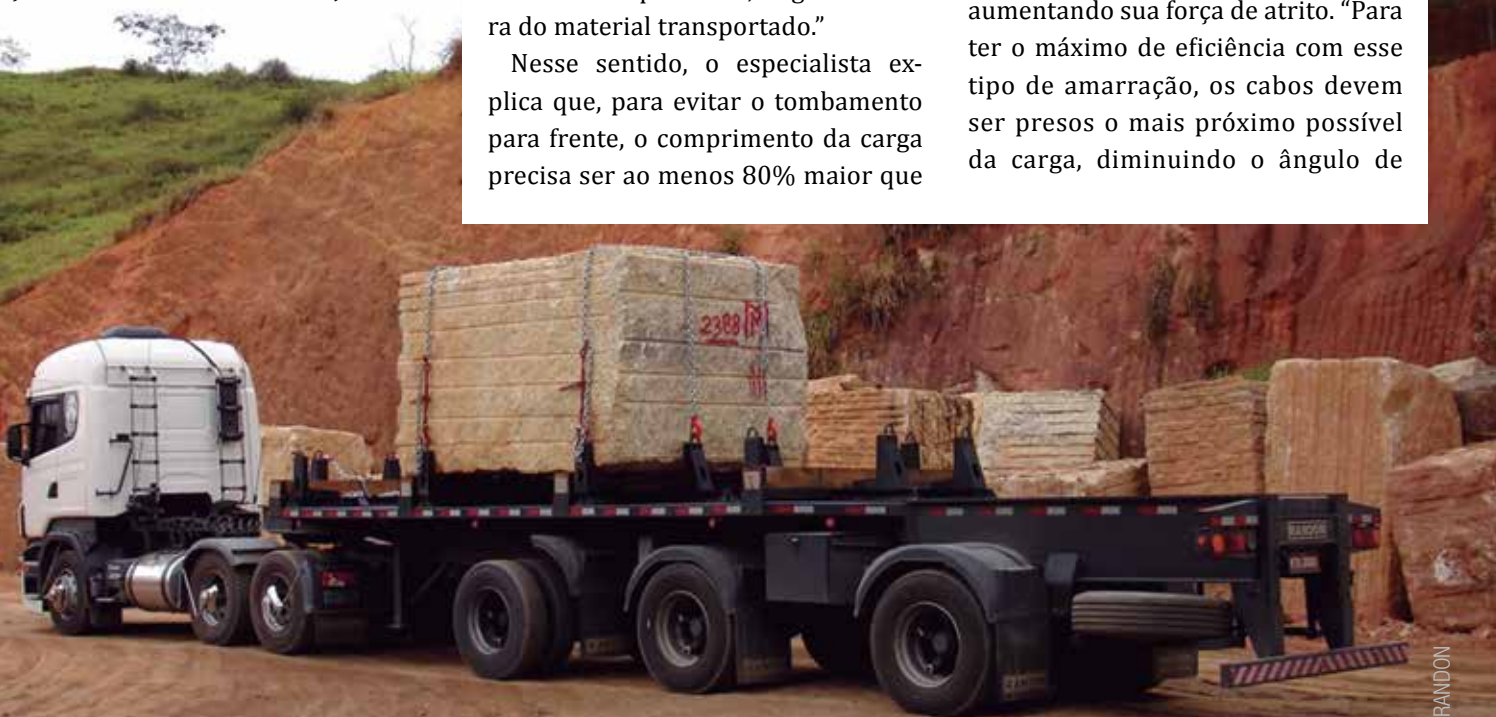 ra do material transportado.”
Nesse sentido, o especialista ex-
plica que, para evitar o tombamento
para frente, o comprimento da carga
precisa ser ao menos 80% maior que
aumentando sua força de atrito. “Para
ter o máximo de eficiência com esse
tipo de amarração, os cabos devem
ser presos o mais próximo possível
da carga, diminuindo o ângulo de
2388
RANDON
RANDON